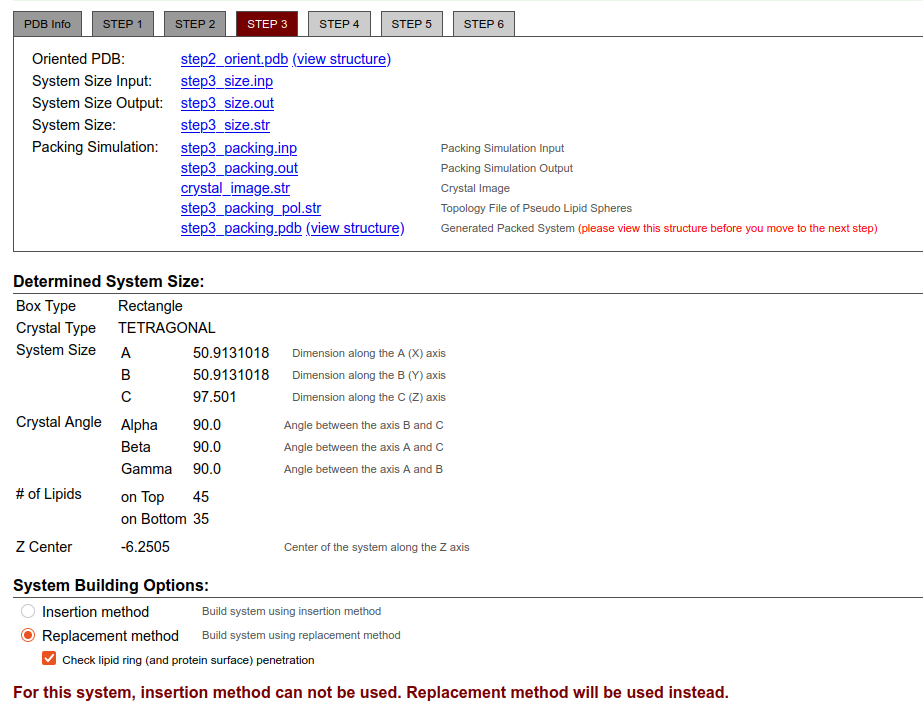 PDB Info STEP 1 STEP 2 STEP 3 STEP 4 STEP 5 STEP 6
Oriented PDB: step2_orient.pdb (view structure)
System Size Input: step3_size.inp
System Size Output: step3_size.out
System Size: step3_size.str
Packing Simulation: step3_packing.inp Packing Simulation Input
step3_packing.out Packing Simulation Output
crystal_image.str Crystal Image
step3_packing_pol.str Topology File of Pseudo Lipid Spheres
step3_packing.pdb (view structure) Generated Packed System (please view this structure before you move to the next step)
Determined System Size:
Box Type Rectangle
Crystal Type TETRAGONAL
System Size A 50.9131018 Dimension along the A (X) axis
B 50.9131018 Dimension along the B (Y) axis
C 97.501 Dimension along the C (Z) axis
Crystal Angle Alpha 90.0 Angle between the axis B and C
Beta 90.0 Angle between the axis A and C
Gamma 90.0 Angle between the axis A and B
# of Lipids on Top 45
on Bottom 35
Z Center -6.2505 Center of the system along the Z axis
System Building Options:
Insertion method Build system using insertion method
Replacement method Build system using replacement method
Check lipid ring (and protein surface) penetration
For this system, insertion method can not be used. Replacement method will be used instead.